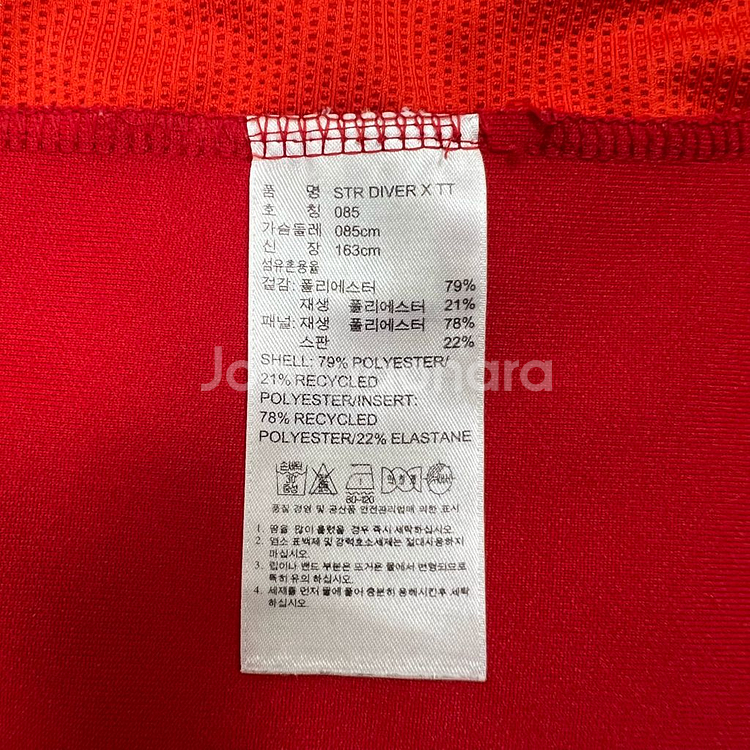 품 명 STR DIVER X TT
호 칭 085
가슴둘레 085cm
신 장 163cm
섬유혼용율
겉감: 폴리에스터 79%
재생 폴리에스터 21%
패널: 재생 폴리에스터 78%
스판 22%
SHELL: 79% POLYESTER/
21% RECYCLED
POLYESTER/INSERT:
78% RECYCLED
POLYESTER/22% ELASTANE
손세탁
30°
중성
80~120
품질 경영 및 공산품 안전관리법에 의한 표시
1. 땀을 많이 흘렸을 경우 즉시 세탁하십시오.
2. 염소 표백제 및 강력효소세제는 절대사용하지
마십시오.
3. 립이나 밴드 부분은 뜨거운 물에서 변형되므로
특히 유의 하십시오.
4. 세제를 먼저 물에 풀어 충분히 용해시킨후 세탁
하십시오.